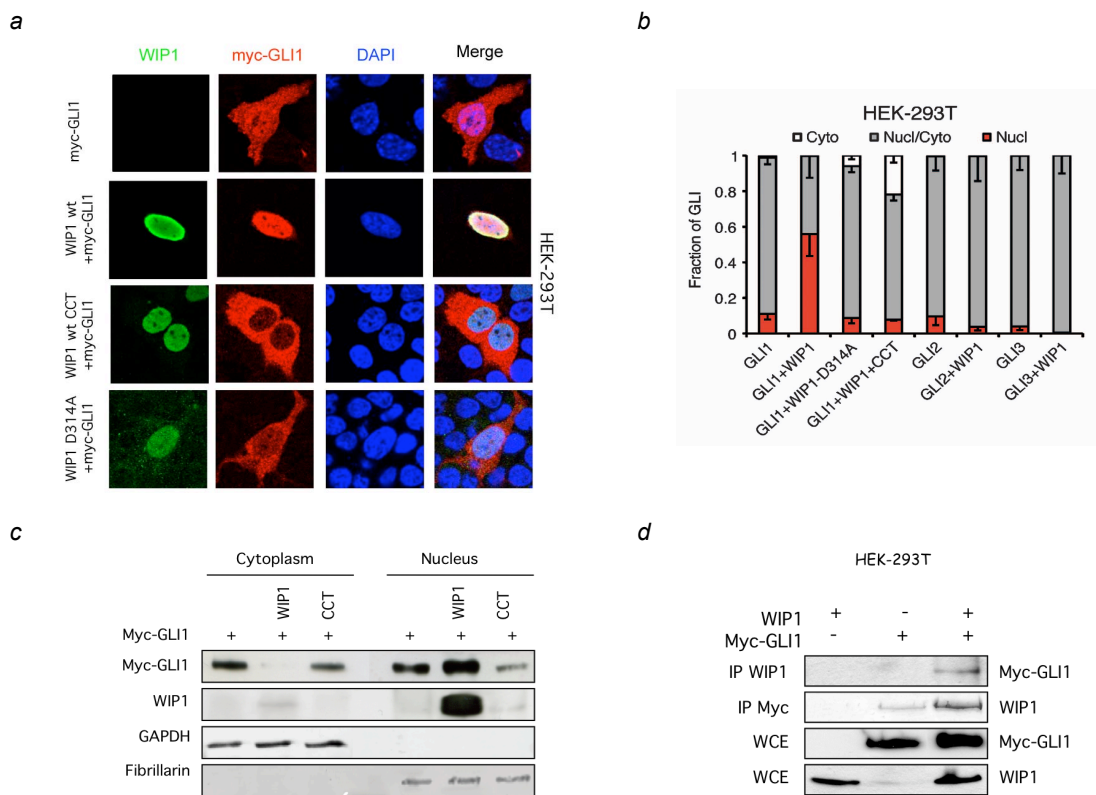 a
WIP1 myc-GLI1 DAPI Merge
myc-GLI1
WIP1 wt
+myc-GLI1
WIP1 wt CCT
+myc-GLI1
WIP1 D314A
+myc-GLI1
HEK-293T
b
HEK-293T
Cyto Nucl/Cyto Nucl
Fraction of GLI
1
0.8
0.6
0.4
0.2
0
GLI1
GLI1+WIP1
GLI1+WIP1-D314A
GLI1+WIP1+CCT
GLI2
GLI2+WIP1
GLI3
GLI3+WIP1
c
Cytoplasm Nucleus
WIP1 CCT WIP1 CCT
Myc-GLI1 + + + + + +
Myc-GLI1
WIP1
GAPDH
Fibrillarin
d
HEK-293T
WIP1 + - +
Myc-GLI1 - + +
IP WIP1 Myc-GLI1
IP Myc WIP1
WCE Myc-GLI1
WCE WIP1